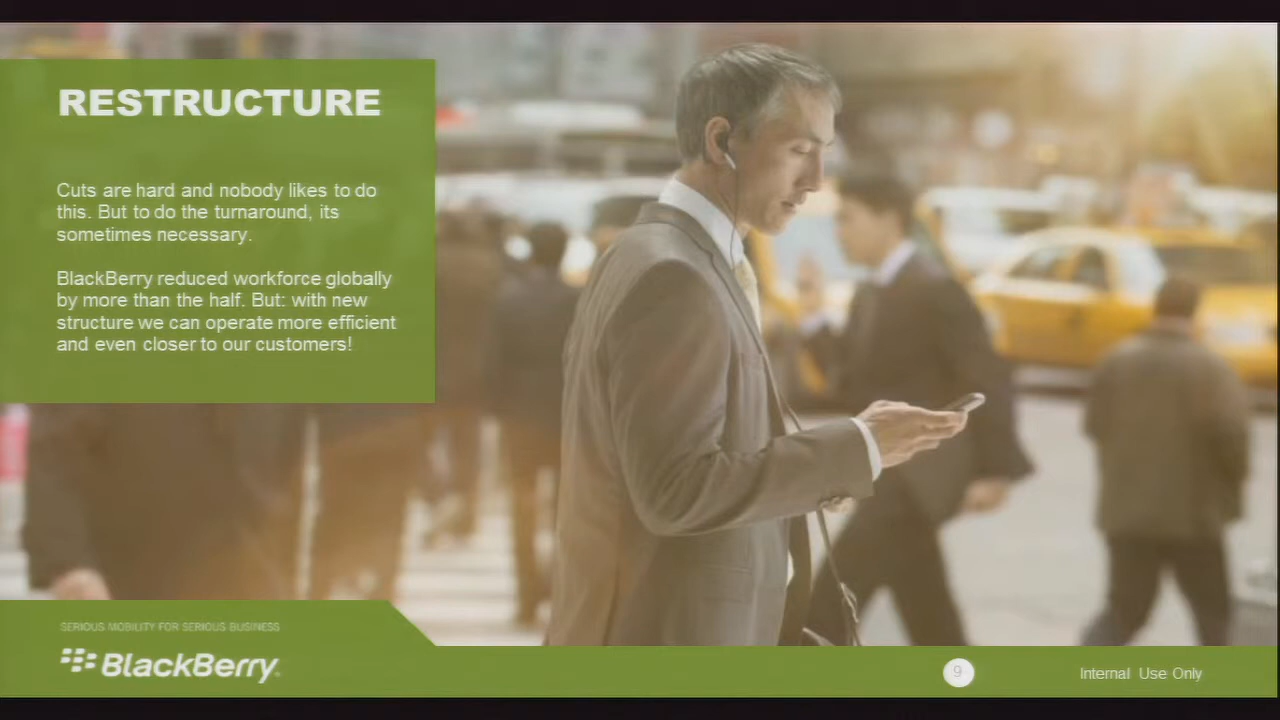 RESTRUCTURE
Cuts are hard and nobody likes to do
this. But to do the turnaround, its
sometimes necessary.
BlackBerry reduced workforce globally
by more than the half. But: with new
structure we can operate more efficient
and even closer to our customers!
SERIOUS MOBILITY FOR SERIOUS BUSINESS
BlackBerry.
9
Internal Use Only